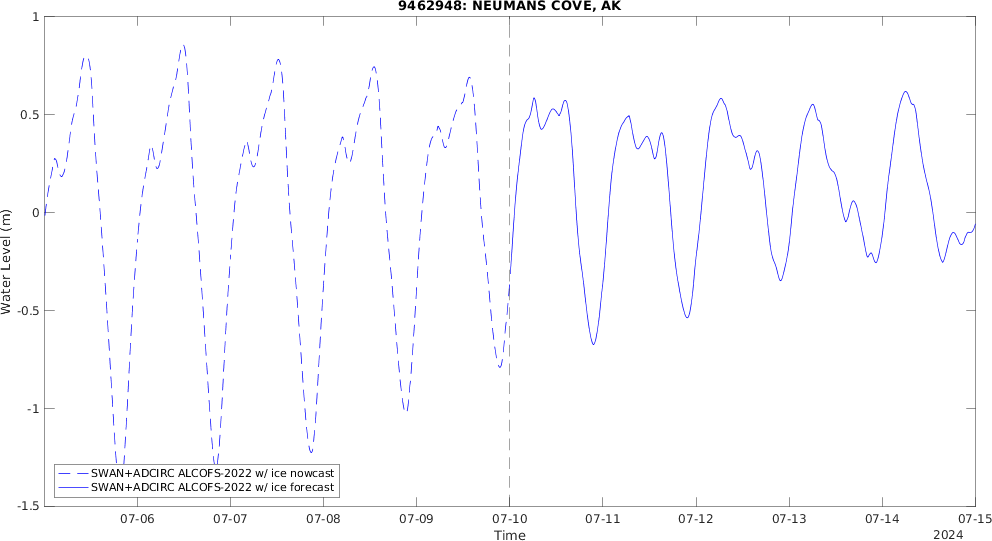 9462948: NEUMANS COVE, AK
Water Level (m)
1
0.5
0
-0.5
-1
-1.5
SWAN+ADCIRC ALCOFS-2022 w/ ice nowcast
SWAN+ADCIRC ALCOFS-2022 w/ ice forecast
07-06 07-07 07-08 07-09 07-10 07-11 07-12 07-13 07-14 07-15
Time
2024